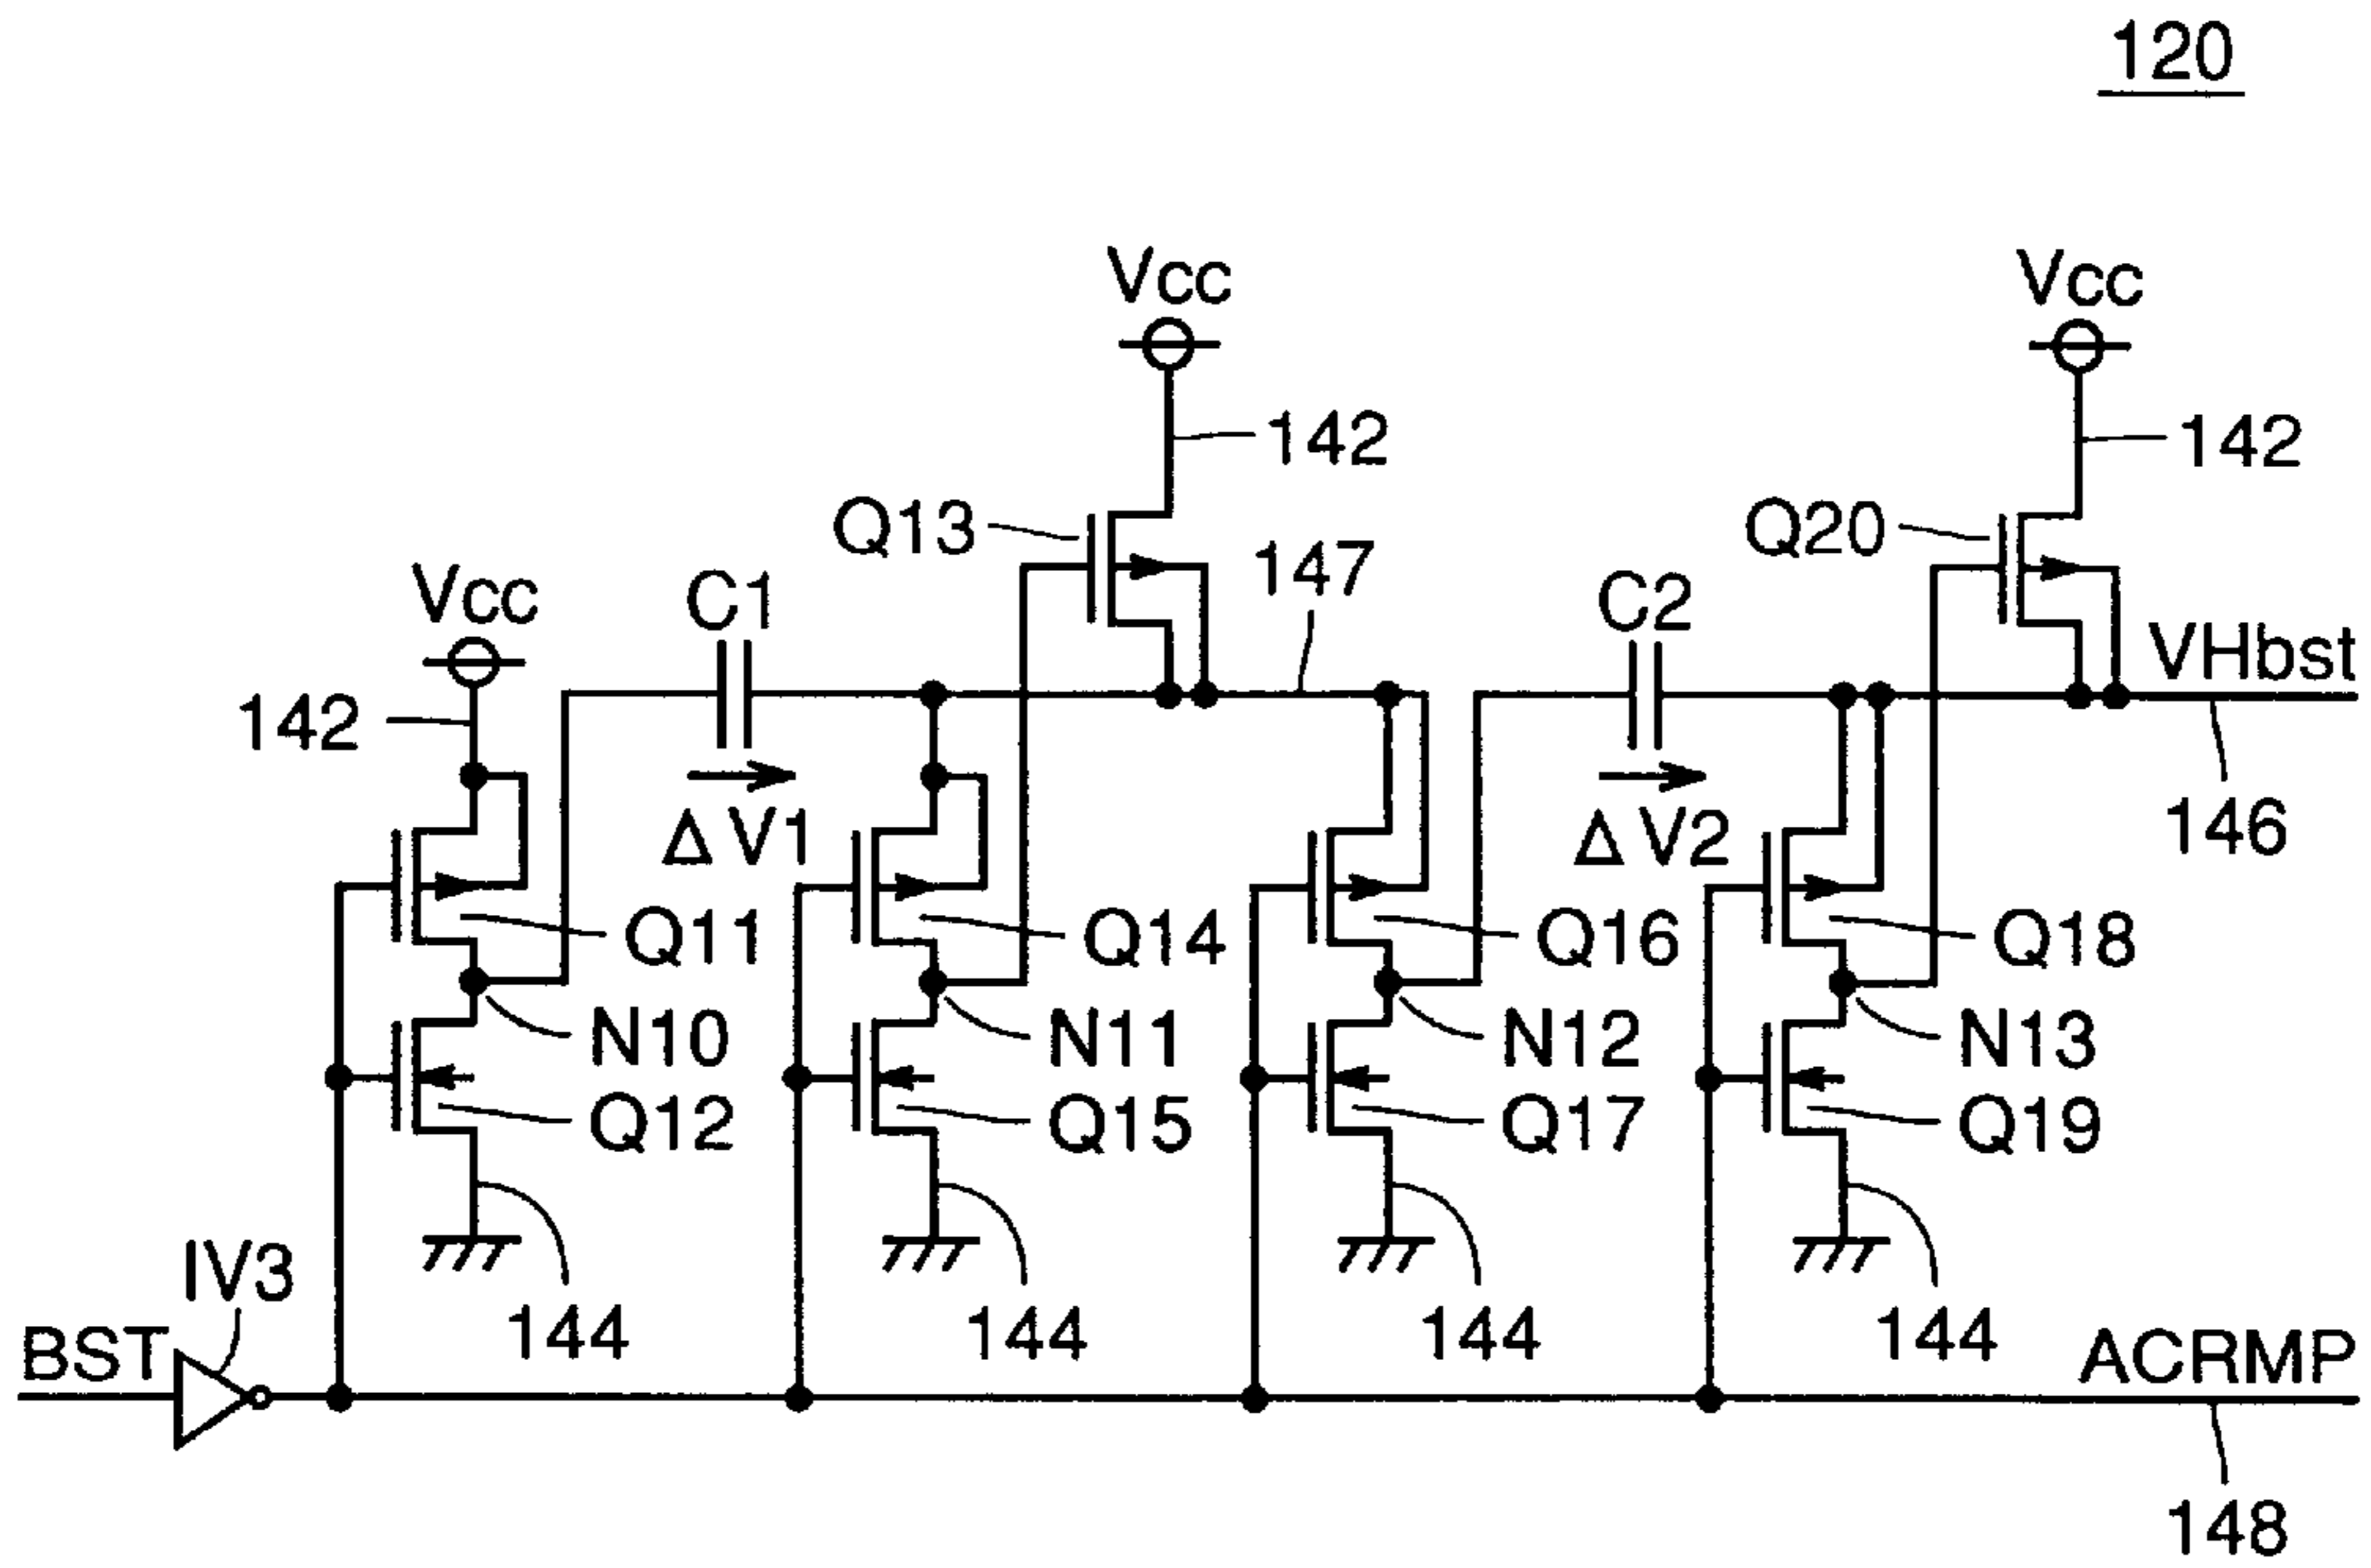 120
Vcc
Vcc
142
142
Q13
Q20
147
Vcc
C1
C2
VHbst
142
146
ΔV1
ΔV2
Q11
Q14
Q16
Q18
N10
N11
N12
N13
Q12
Q15
Q17
Q19
IV3
144
144
144
144
BST
ACRMP
148